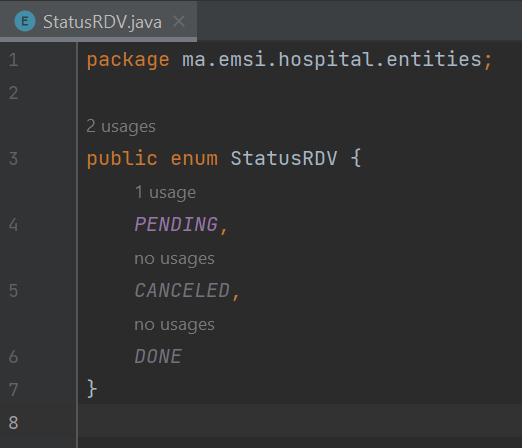 E StatusRDV.java ×
1 package ma.emsi.hospital.entities;
2
2 usages
3 public enum StatusRDV {
1 usage
4 PENDING,
no usages
5 CANCELED,
no usages
6 DONE
7 }
8